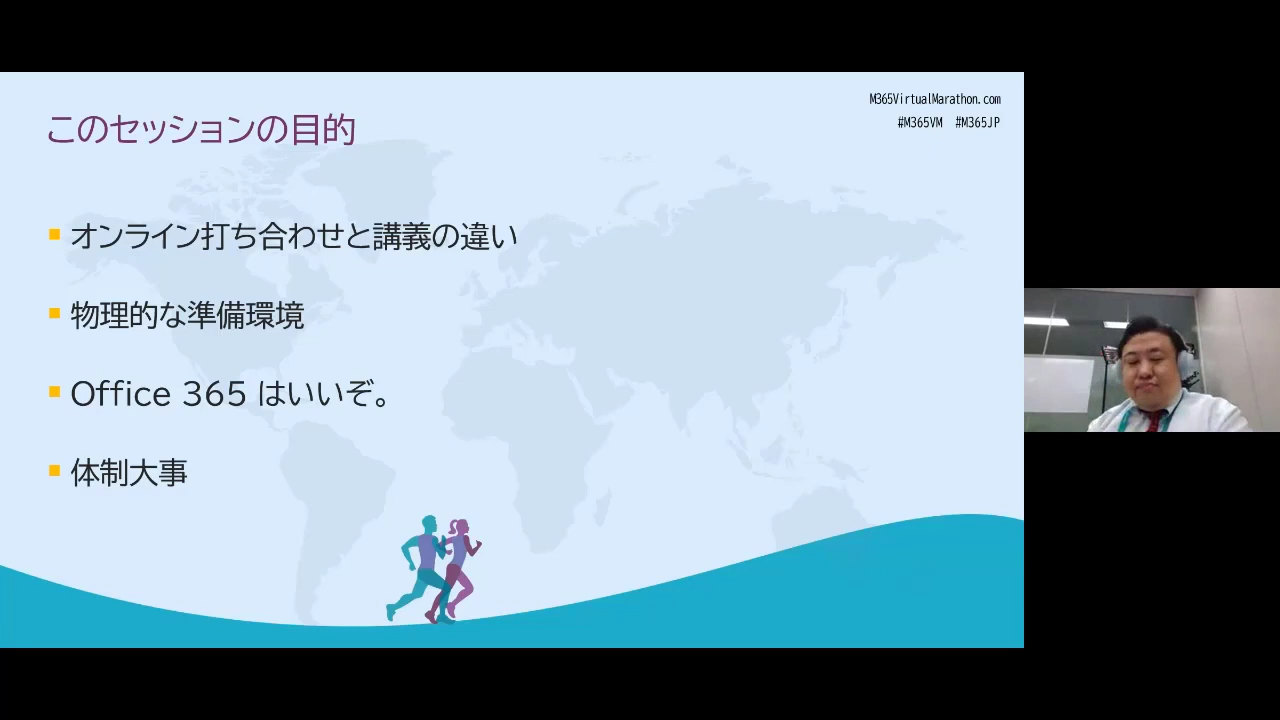 M365VirtualMarathon.com
#M365VM #M365JP
このセッションの目的
オンライン打ち合わせと講義の違い
物理的な準備環境
Office 365 はいいぞ。
体制大事